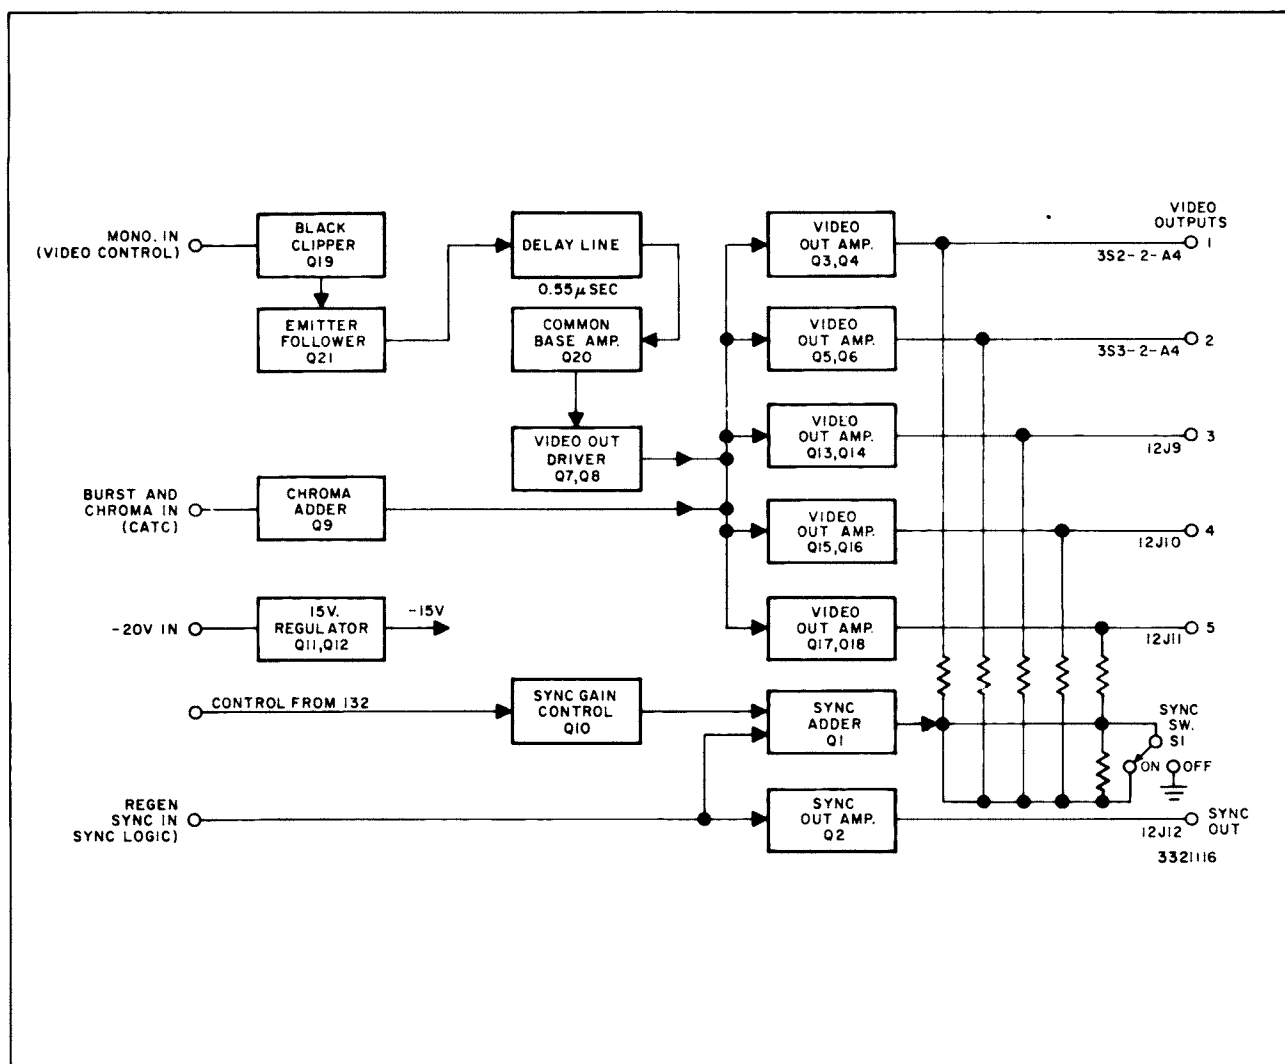 MONO. IN
(VIDEO CONTROL)
BLACK
CLIPPER
Q19
EMITTER
FOLLOWER
Q21
DELAY LINE
0.55μSEC
COMMON
BASE AMP.
Q20
VIDEO OUT
DRIVER
Q7,Q8
BURST AND
CHROMA IN
(CATC)
CHROMA
ADDER
Q9
-20V IN
15V.
REGULATOR
Q11,Q12
-15V
CONTROL FROM 132
SYNC GAIN
CONTROL
Q10
REGEN
SYNC IN
SYNC LOGIC)
VIDEO
OUT AMP.
Q3,Q4
VIDEO
OUT AMP.
Q5,Q6
VIDEO
OUT AMP.
Q13,Q14
VIDEO
OUT AMP.
Q15,Q16
VIDEO
OUT AMP.
Q17,Q18
SYNC
ADDER
Q1
SYNC
OUT AMP.
Q2
VIDEO
OUTPUTS
1
3S2-2-A4
2
3S3-2-A4
3
12J9
4
12J10
5
12J11
SYNC
SW.
S1
ON
OFF
SYNC
OUT
12J12
3321116